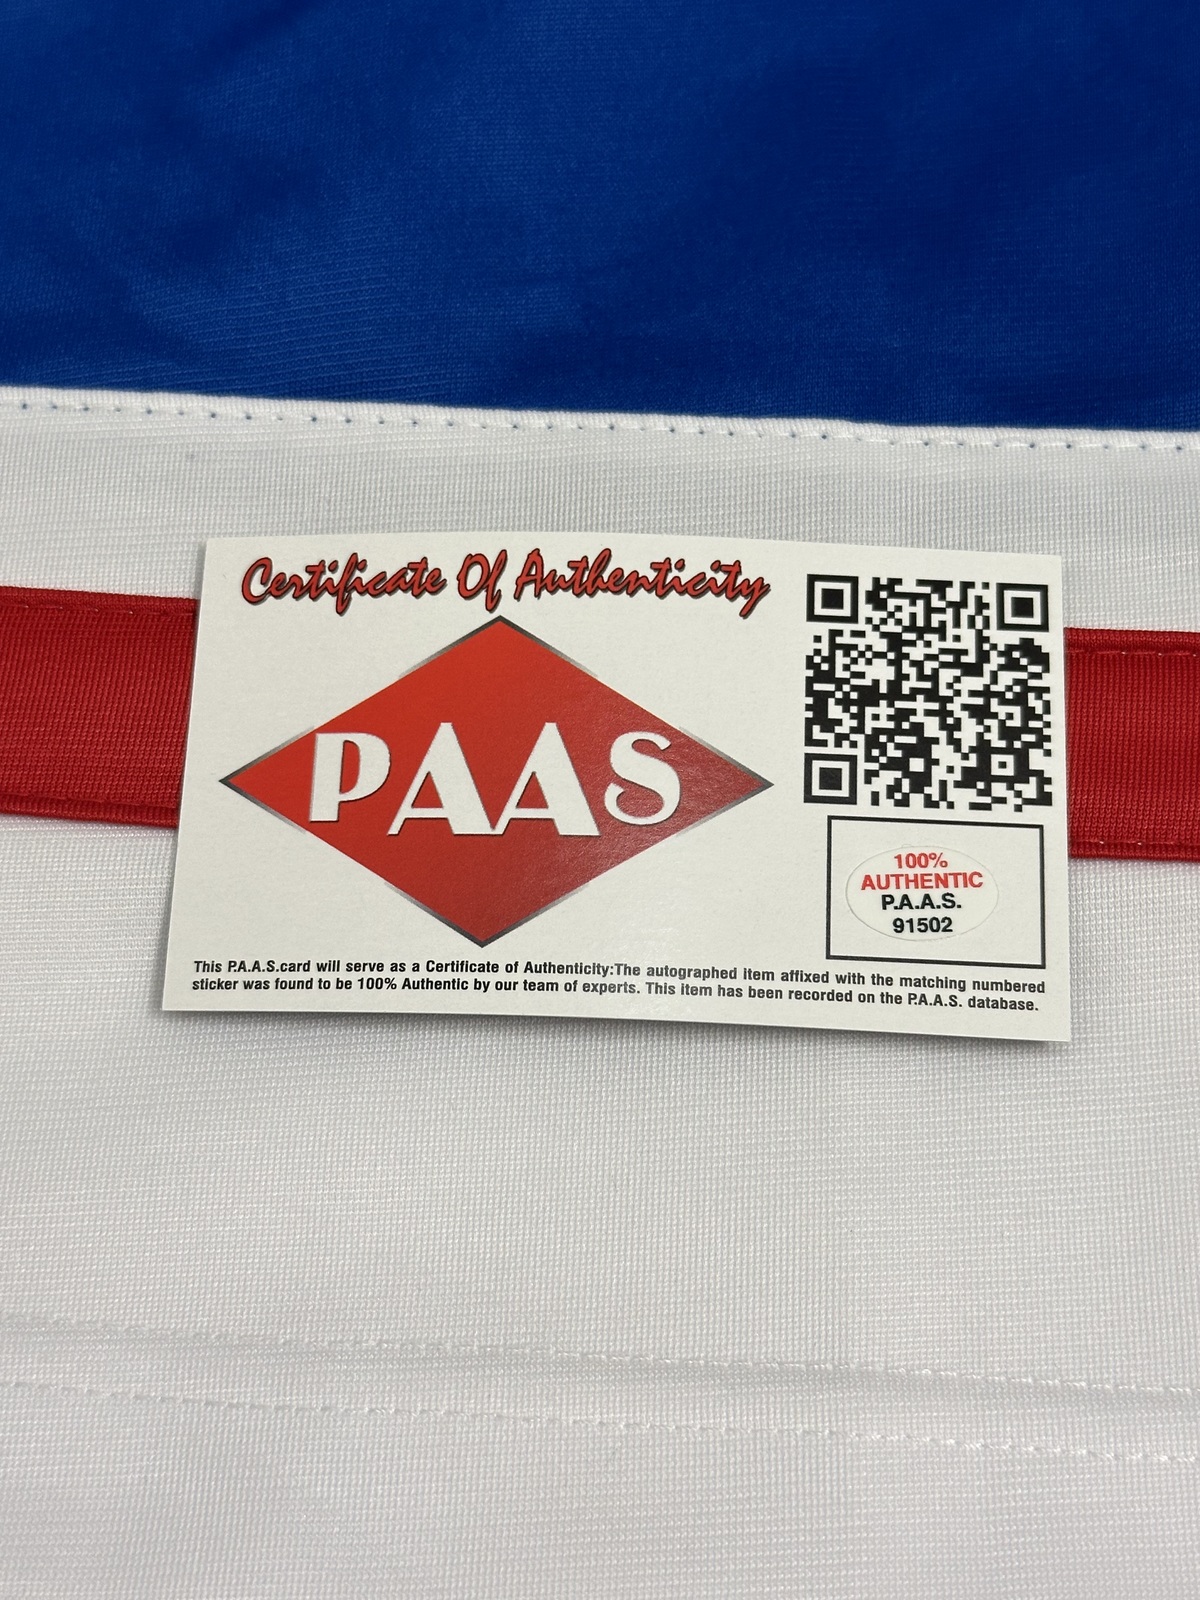 Certificate Of Authenticity
PAAS
100%
AUTHENTIC
P.A.A.S.
91502
This P.A.A.S.card will serve as a Certificate of Authenticity:The autographed item affixed with the matching numbered
sticker was found to be 100% Authentic by our team of experts. This item has been recorded on the P.A.A.S. database.